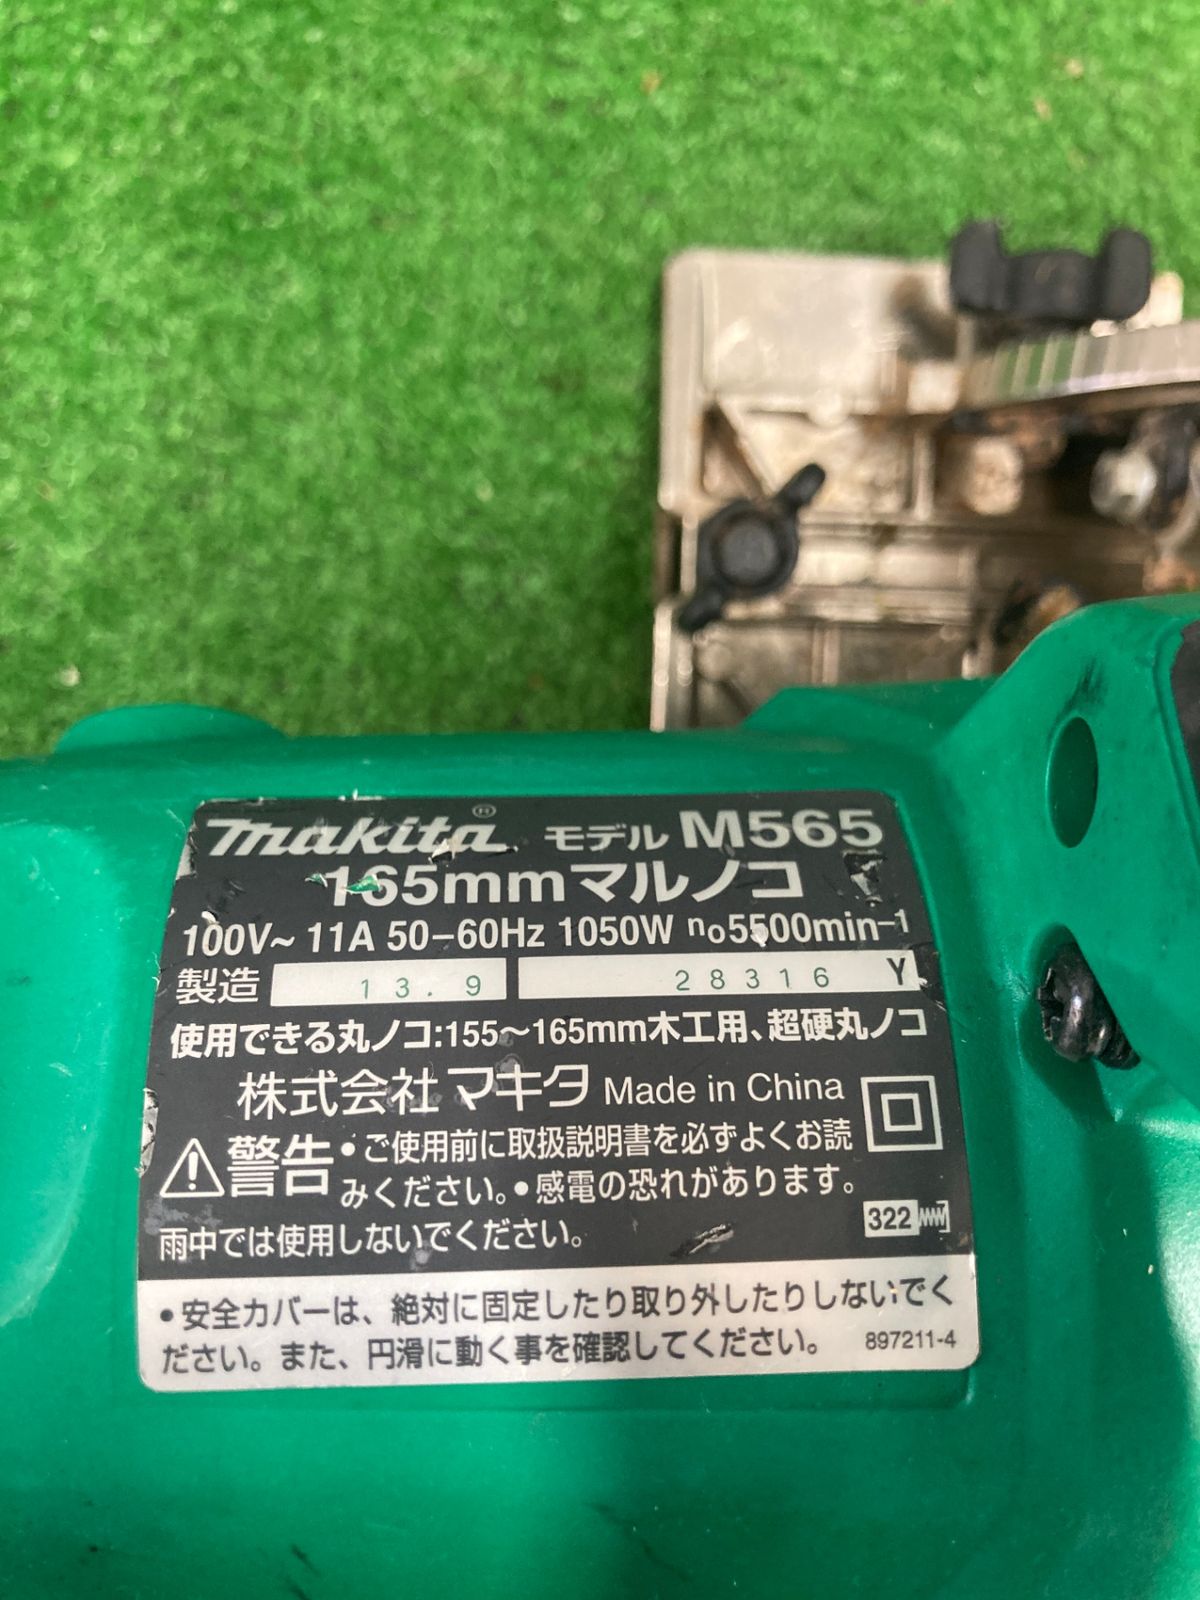 makita® モデル M565
165mmマルノコ
100V~ 11A 50-60Hz 1050W n₀5500min⁻¹
製造 13.9 28316 Y
使用できる丸ノコ:155〜165mm木工用、超硬丸ノコ
株式会社マキタ Made in China
警告 •ご使用前に取扱説明書を必ずよくお読
みください。•感電の恐れがあります。
雨中では使用しないでください。
322
•安全カバーは、絶対に固定したり取り外したりしないでく
ださい。また、円滑に動く事を確認してください。 897211-4